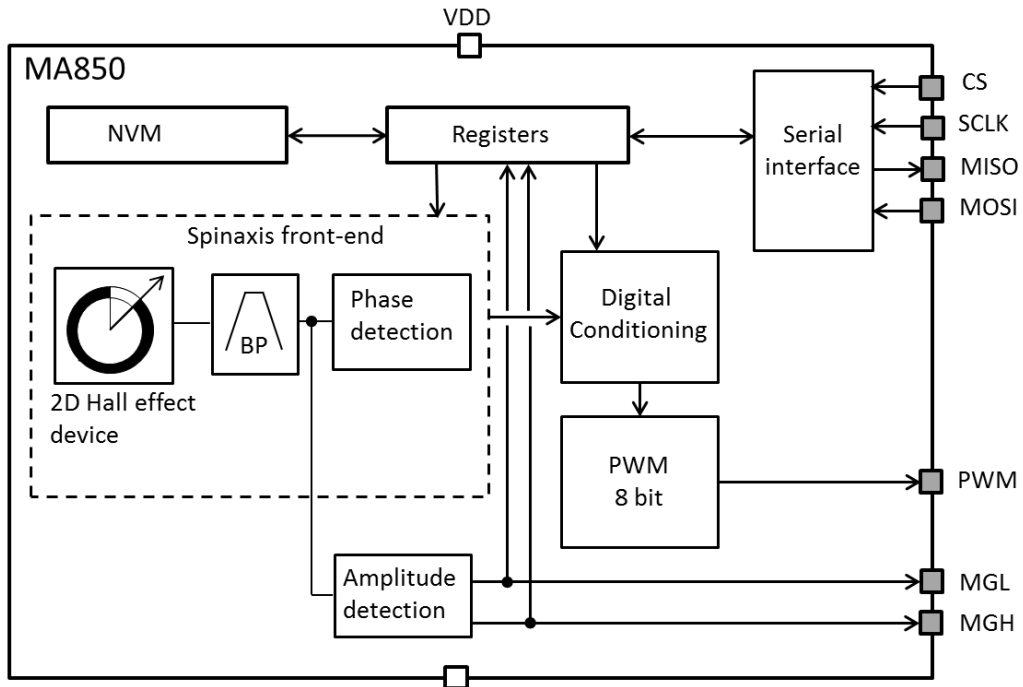 VDD
MA850
NVM
Registers
Serial
interface
CS
SCLK
MISO
MOSI
Spinaxis front-end
BP
Phase
detection
2D Hall effect
device
Digital
Conditioning
PWM
8 bit
PWM
Amplitude
detection
MGL
MGH